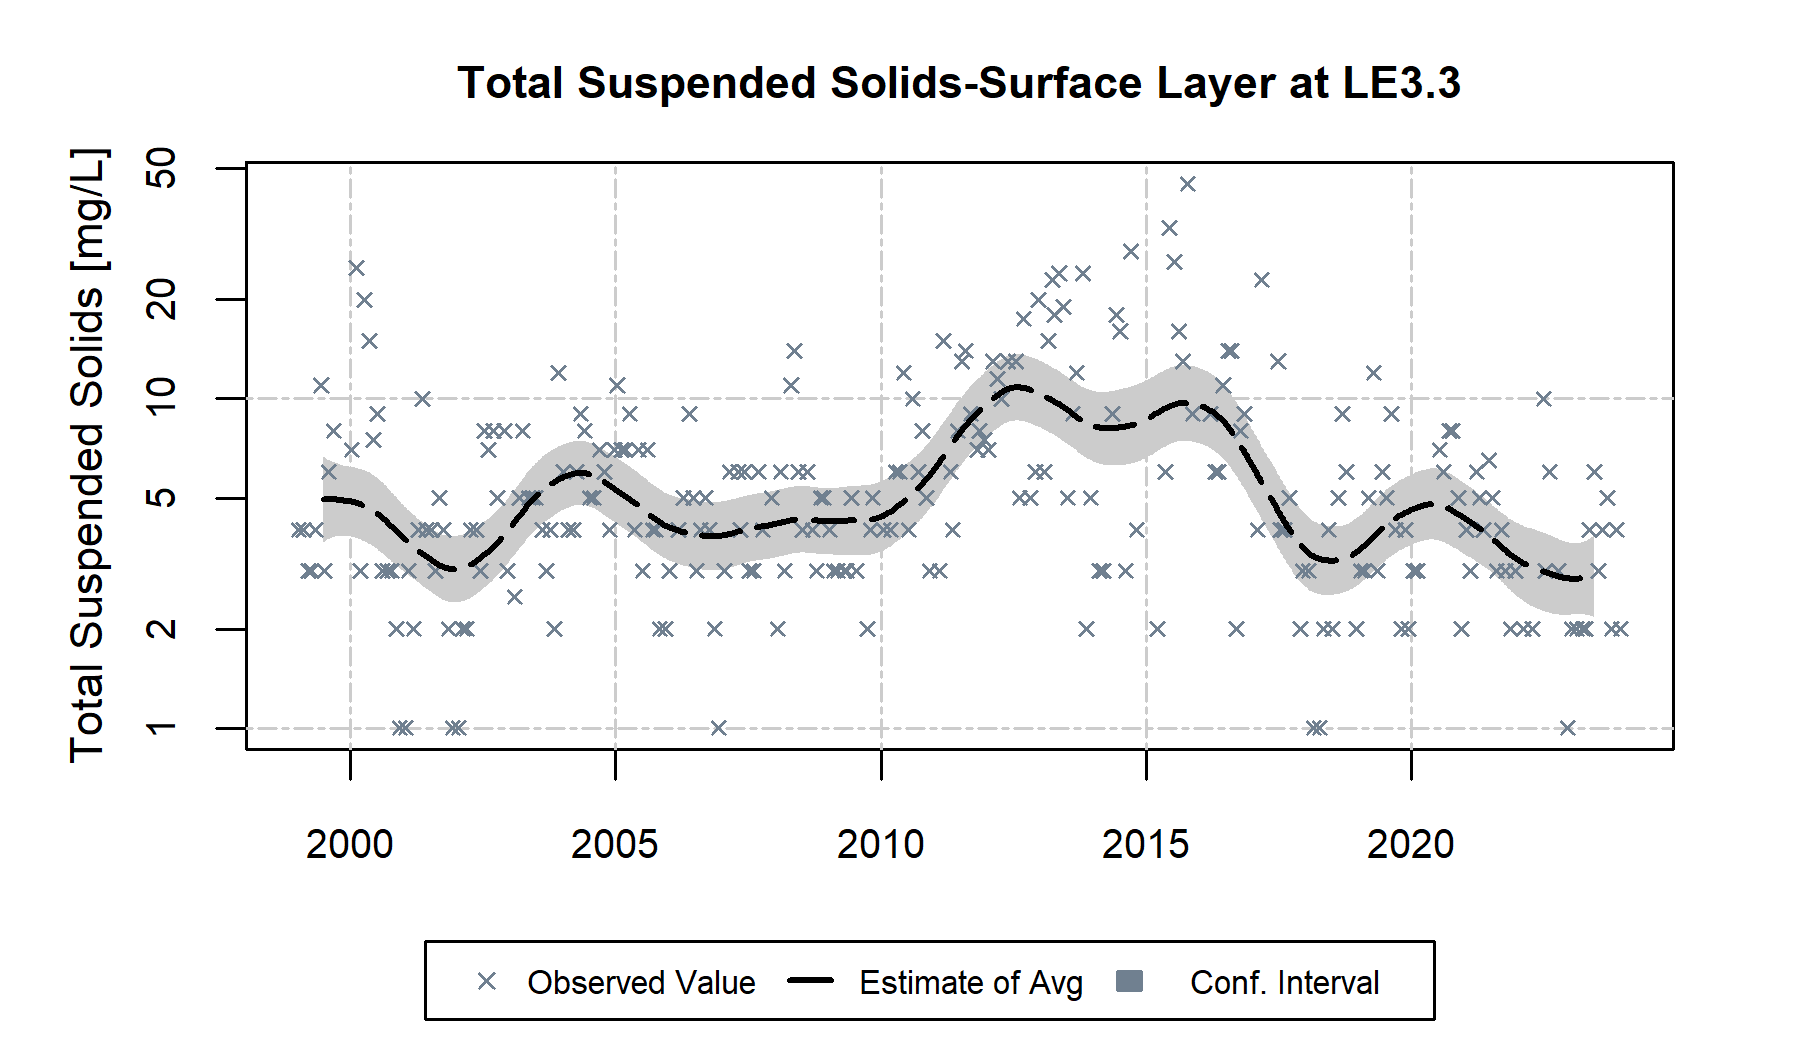 Total Suspended Solids-Surface Layer at LE3.3
Total Suspended Solids [mg/L]
50
20
10
5
2
1
2000 2005 2010 2015 2020
Observed Value Estimate of Avg Conf. Interval